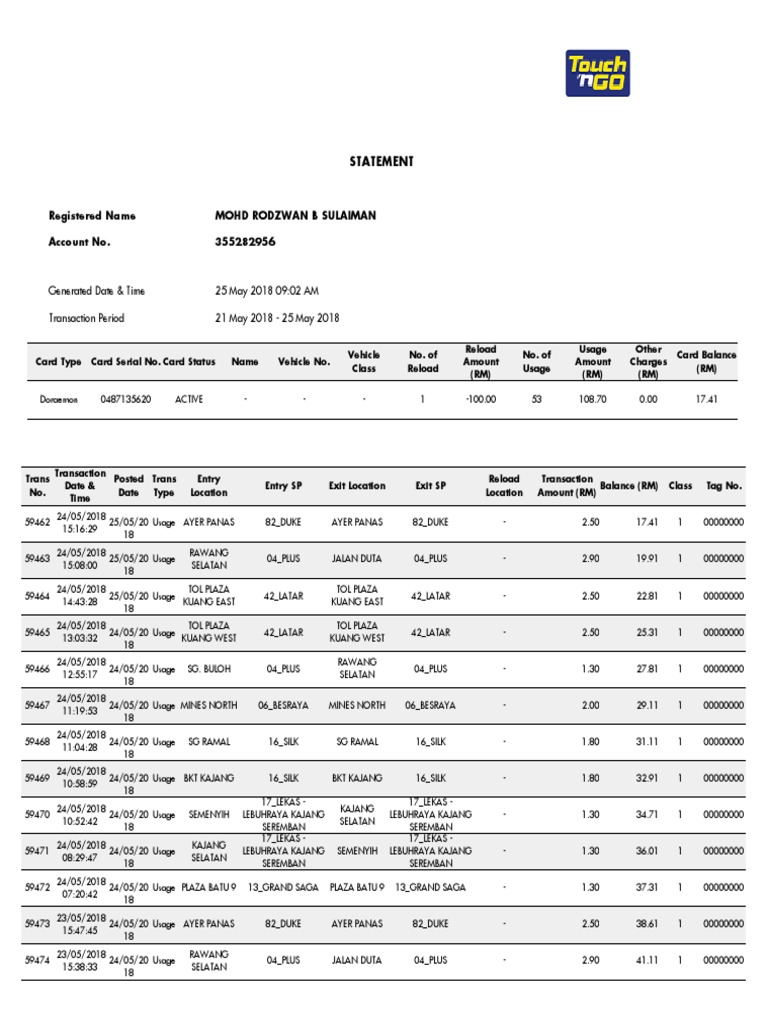 Touch
'nGO
STATEMENT
Registered Name MOHD RODZWAN B SULAIMAN
Account No. 355282956
Generated Date & Time 25 May 2018 09:02 AM
Transaction Period 21 May 2018 - 25 May 2018
Card Type Card Serial No. Card Status Name Vehicle No. Vehicle Class No. of Reload Reload Amount (RM) No. of Usage Usage Amount (RM) Other Charges (RM) Card Balance (RM)
Doraemon 0487135620 ACTIVE - - - 1 -100.00 53 108.70 0.00 17.41
Trans No. Transaction Date & Time Posted Date Trans Type Entry Location Entry SP Exit Location Exit SP Reload Location Transaction Amount (RM) Balance (RM) Class Tag No.
59462 24/05/2018 15:16:29 25/05/2018 Usage AYER PANAS 82_DUKE AYER PANAS 82_DUKE - 2.50 17.41 1 00000000
59463 24/05/2018 15:08:00 25/05/2018 Usage RAWANG SELATAN 04_PLUS JALAN DUTA 04_PLUS - 2.90 19.91 1 00000000
59464 24/05/2018 14:43:28 25/05/2018 Usage TOL PLAZA KUANG EAST 42_LATAR TOL PLAZA KUANG EAST 42_LATAR - 2.50 22.81 1 00000000
59465 24/05/2018 13:03:32 24/05/2018 Usage TOL PLAZA KUANG WEST 42_LATAR TOL PLAZA KUANG WEST 42_LATAR - 2.50 25.31 1 00000000
59466 24/05/2018 12:55:17 24/05/2018 Usage SG. BULOH 04_PLUS RAWANG SELATAN 04_PLUS - 1.30 27.81 1 00000000
59467 24/05/2018 11:19:53 24/05/2018 Usage MINES NORTH 06_BESRAYA MINES NORTH 06_BESRAYA - 2.00 29.11 1 00000000
59468 24/05/2018 11:04:28 24/05/2018 Usage SG RAMAL 16_SILK SG RAMAL 16_SILK - 1.80 31.11 1 00000000
59469 24/05/2018 10:58:59 24/05/2018 Usage BKT KAJANG 16_SILK BKT KAJANG 16_SILK - 1.80 32.91 1 00000000
59470 24/05/2018 10:52:42 24/05/2018 Usage SEMENYIH 17_LEKAS - LEBUHRAYA KAJANG SEREMBAN KAJANG SELATAN 17_LEKAS - LEBUHRAYA KAJANG SEREMBAN - 1.30 34.71 1 00000000
59471 24/05/2018 08:29:47 24/05/2018 Usage KAJANG SELATAN 17_LEKAS - LEBUHRAYA KAJANG SEREMBAN SEMENYIH 17_LEKAS - LEBUHRAYA KAJANG SEREMBAN - 1.30 36.01 1 00000000
59472 24/05/2018 07:20:42 24/05/2018 Usage PLAZA BATU 9 13_GRAND SAGA PLAZA BATU 9 13_GRAND SAGA - 1.30 37.31 1 00000000
59473 23/05/2018 15:47:45 24/05/2018 Usage AYER PANAS 82_DUKE AYER PANAS 82_DUKE - 2.50 38.61 1 00000000
59474 23/05/2018 15:38:33 24/05/2018 Usage RAWANG SELATAN 04_PLUS JALAN DUTA 04_PLUS - 2.90 41.11 1 00000000